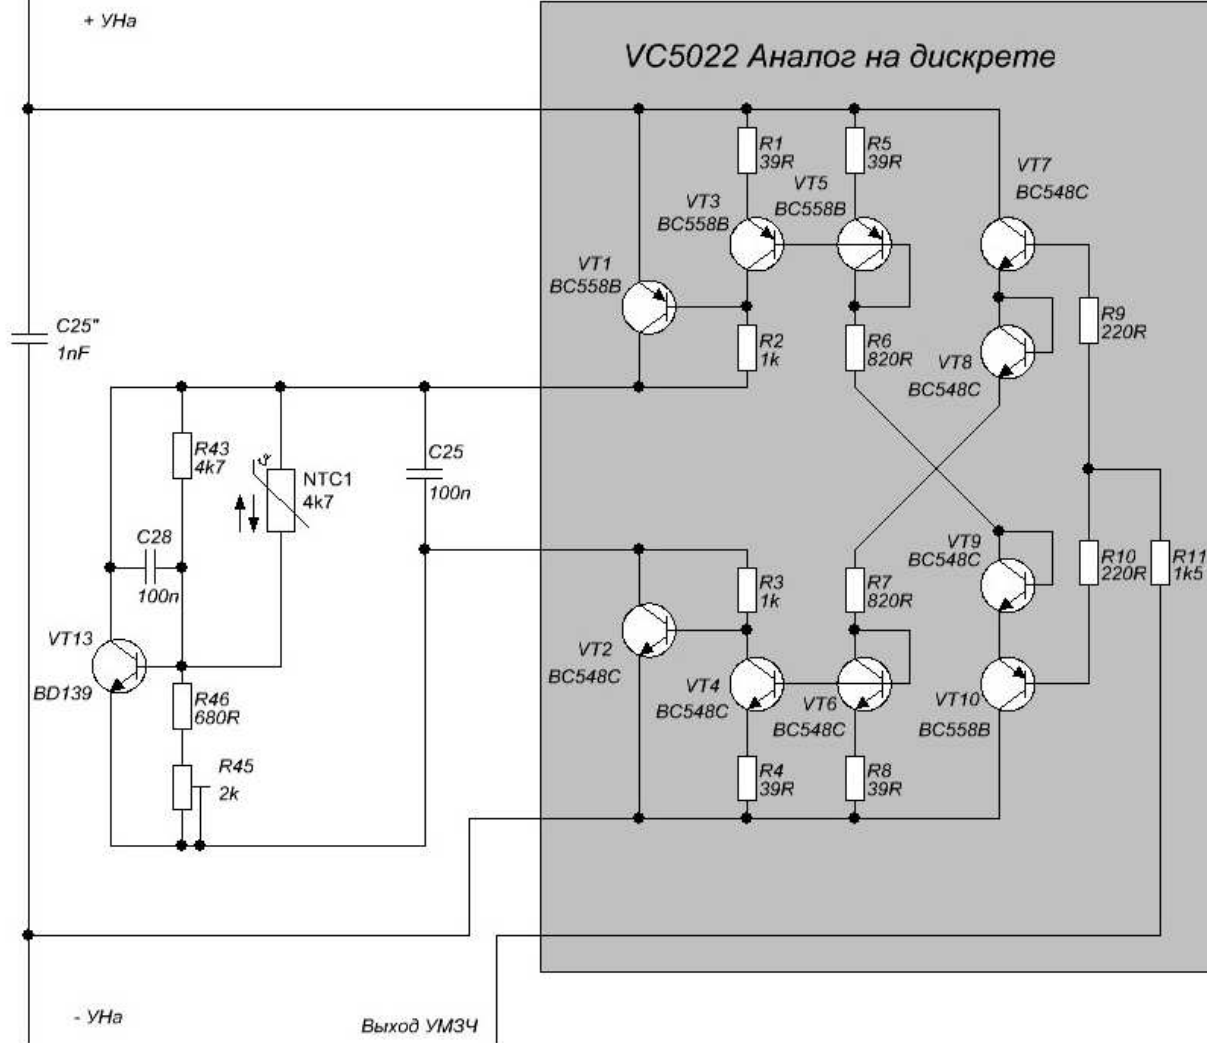 + УНа
VC5022 Аналог на дискрете
R1
39R
R5
39R
VT7
BC548C
VT5
BC558B
VT3
BC558B
VT1
BC558B
C25"
1nF
R2
1k
R6
820R
R9
220R
VT8
BC548C
R43
4k7
NTC1
4k7
C25
100n
C28
100n
R3
1k
R7
820R
VT9
BC548C
R10
220R
R11
1k5
VT13
BD139
VT2
BC548C
VT4
BC548C
VT6
BC548C
VT10
BC558B
R46
680R
R45
2k
R4
39R
R8
39R
- УНа
Выход УМЗЧ